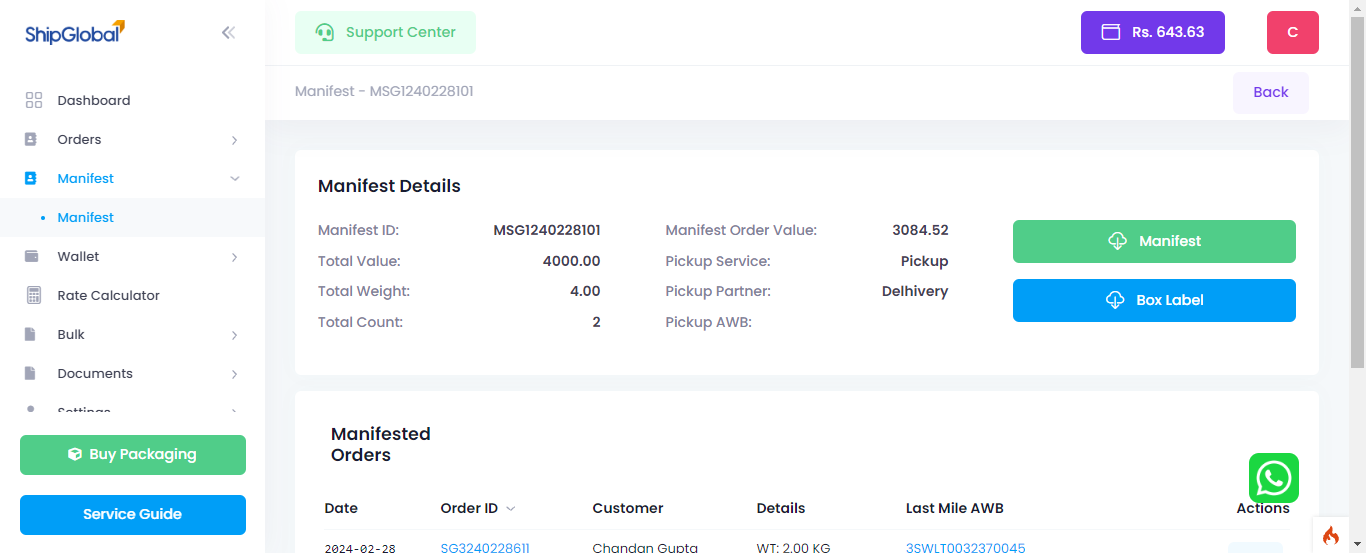 ShipGlobal
Support Center
Rs. 643.63
C
Manifest - MSG1240228101
Back
Dashboard
Orders
Manifest
Manifest
Wallet
Rate Calculator
Bulk
Documents
Settings
Buy Packaging
Service Guide
Manifest Details
Manifest ID: MSG1240228101
Total Value: 4000.00
Total Weight: 4.00
Total Count: 2
Manifest Order Value: 3084.52
Pickup Service: Pickup
Pickup Partner: Delhivery
Pickup AWB:
Manifest
Box Label
Manifested
Orders
Date Order ID Customer Details Last Mile AWB Actions
2024-02-28 SG3240228611 Chandan Gupta WT: 2.00 KG 3SWLT0032370045